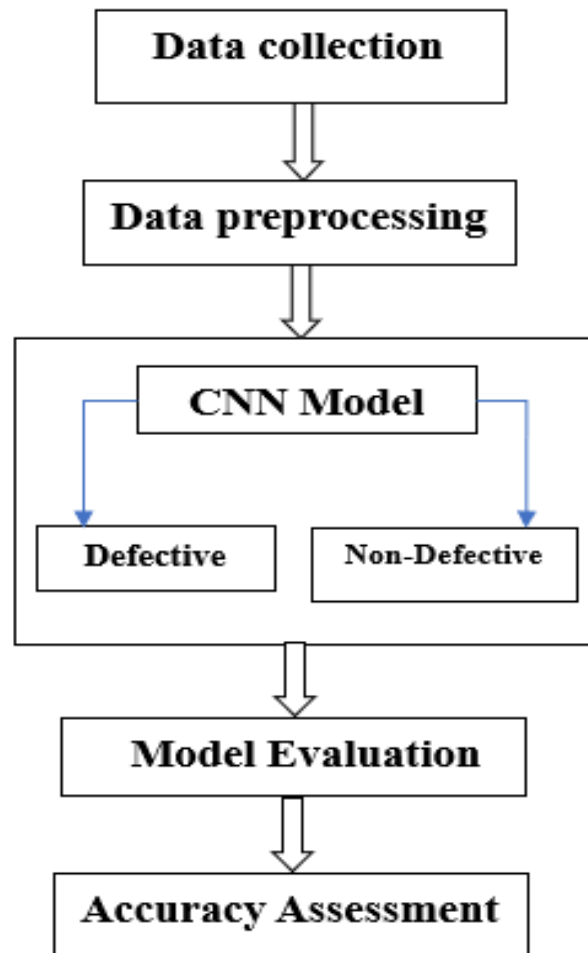 Data collection
Data preprocessing
CNN Model
Defective
Non-Defective
Model Evaluation
Accuracy Assessment